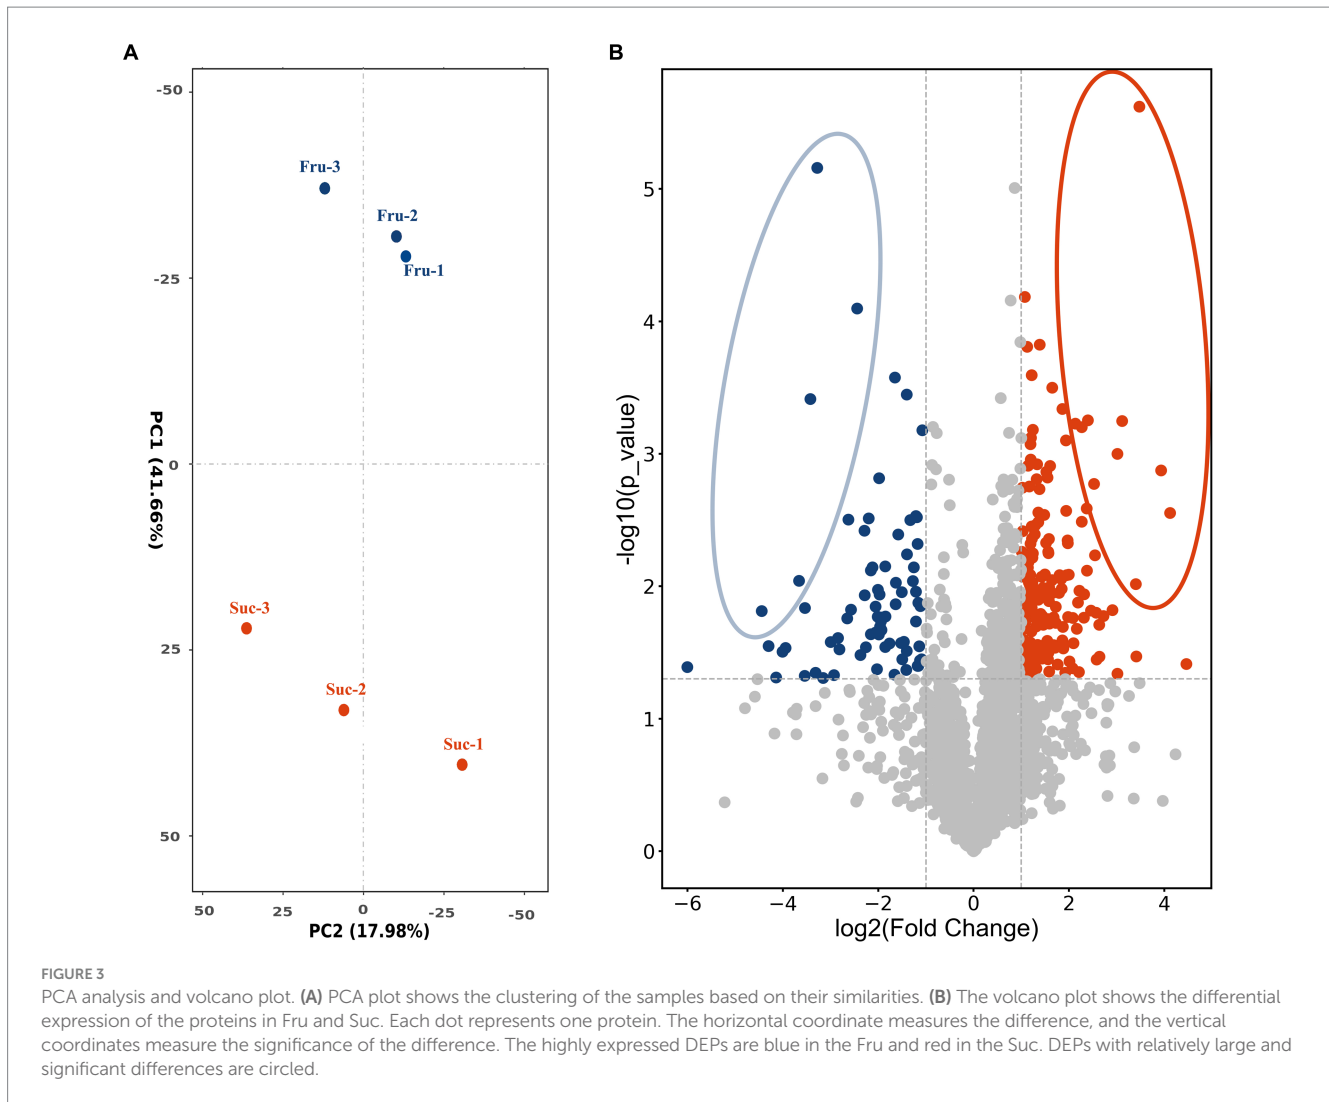 A
B
-50
-25
0
25
50
PC1 (41.66%)
Fru-3
Fru-2
Fru-1
Suc-3
Suc-2
Suc-1
50
25
0
-25
-50
PC2 (17.98%)
5
4
3
2
1
0
-log10(p_value)
−6
−4
−2
0
2
4
log2(Fold Change)
FIGURE 3
PCA analysis and volcano plot. (A) PCA plot shows the clustering of the samples based on their similarities. (B) The volcano plot shows the differential
expression of the proteins in Fru and Suc. Each dot represents one protein. The horizontal coordinate measures the difference, and the vertical
coordinates measure the significance of the difference. The highly expressed DEPs are blue in the Fru and red in the Suc. DEPs with relatively large and
significant differences are circled.